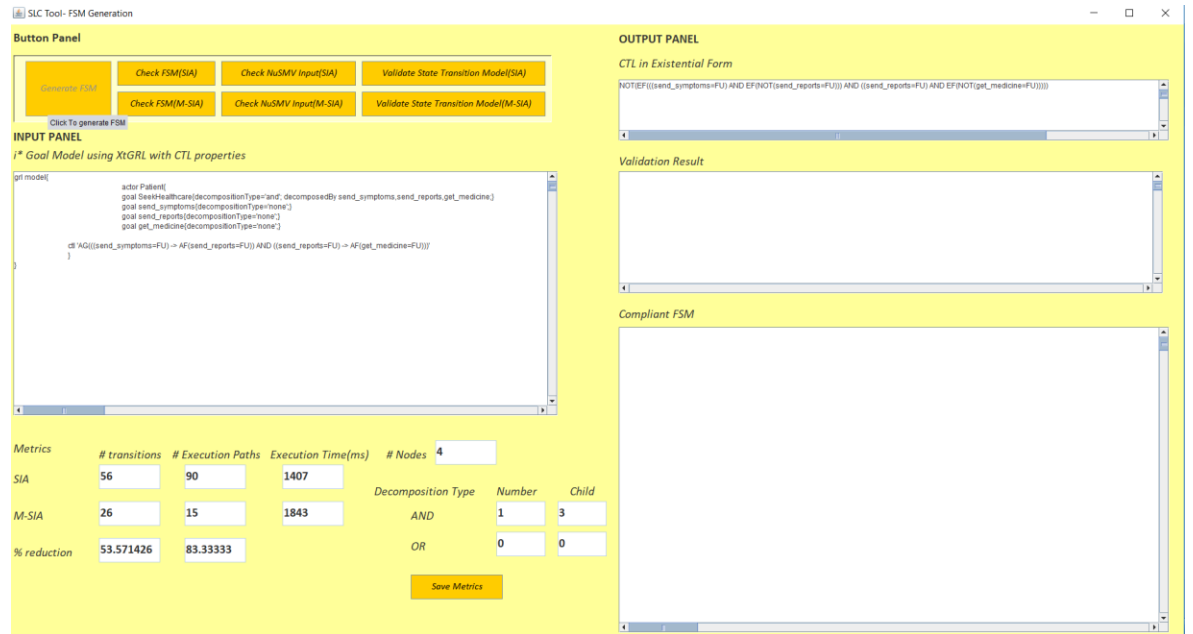 SLC Tool- FSM Generation
Button Panel
Generate FSM
Check FSM(SIA)
Check NuSMV Input(SIA)
Validate State Transition Model(SIA)
Check FSM(M-SIA)
Check NuSMV Input(M-SIA)
Validate State Transition Model(M-SIA)
Click To generate FSM
INPUT PANEL
i* Goal Model using XtGRL with CTL properties
grl model{
actor Patient{
goal SeekHealthcare{decompositionType='and'; decomposedBy send_symptoms,send_reports,get_medicine;}
goal send_symptoms{decompositionType='none';}
goal send_reports{decompositionType='none';}
goal get_medicine{decompositionType='none';}
ctl 'AG(((send_symptoms=FU) -> AF(send_reports=FU)) AND ((send_reports=FU) -> AF(get_medicine=FU)))'
}
}
Metrics # transitions # Execution Paths Execution Time(ms) # Nodes 4
SIA 56 90 1407
Decomposition Type Number Child
M-SIA 26 15 1843 AND 1 3
% reduction 53.571426 83.33333 OR 0 0
Save Metrics
OUTPUT PANEL
CTL in Existential Form
NOT(EF(((send_symptoms=FU) AND EF(NOT(send_reports=FU))) AND ((send_reports=FU) AND EF(NOT(get_medicine=FU)))))
Validation Result
Compliant FSM